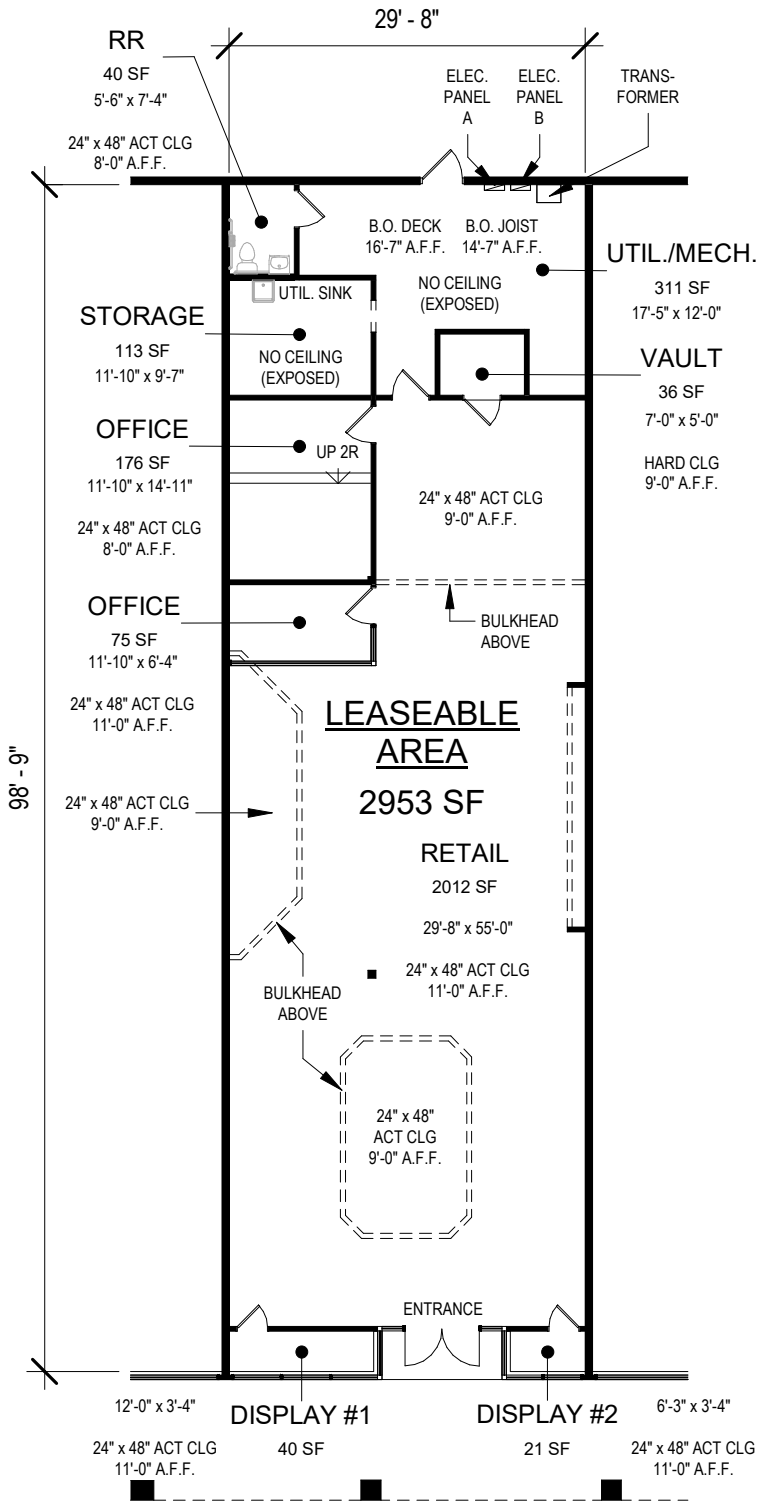 29' - 8"
RR
40 SF
5'-6" x 7'-4"
24" x 48" ACT CLG
8'-0" A.F.F.
ELEC.
PANEL
A
ELEC.
PANEL
B
TRANS-
FORMER
B.O. DECK
16'-7" A.F.F.
B.O. JOIST
14'-7" A.F.F.
NO CEILING
(EXPOSED)
UTIL./MECH.
311 SF
17'-5" x 12'-0"
UTIL. SINK
STORAGE
113 SF
11'-10" x 9'-7"
NO CEILING
(EXPOSED)
VAULT
36 SF
7'-0" x 5'-0"
HARD CLG
9'-0" A.F.F.
OFFICE
176 SF
11'-10" x 14'-11"
24" x 48" ACT CLG
8'-0" A.F.F.
UP 2R
24" x 48" ACT CLG
9'-0" A.F.F.
OFFICE
75 SF
11'-10" x 6'-4"
24" x 48" ACT CLG
11'-0" A.F.F.
BULKHEAD
ABOVE
LEASEABLE
AREA
2953 SF
98' - 9"
24" x 48" ACT CLG
9'-0" A.F.F.
RETAIL
2012 SF
29'-8" x 55'-0"
24" x 48" ACT CLG
11'-0" A.F.F.
BULKHEAD
ABOVE
24" x 48"
ACT CLG
9'-0" A.F.F.
ENTRANCE
12'-0" x 3'-4"
DISPLAY #1
40 SF
24" x 48" ACT CLG
11'-0" A.F.F.
DISPLAY #2
21 SF
6'-3" x 3'-4"
24" x 48" ACT CLG
11'-0" A.F.F.